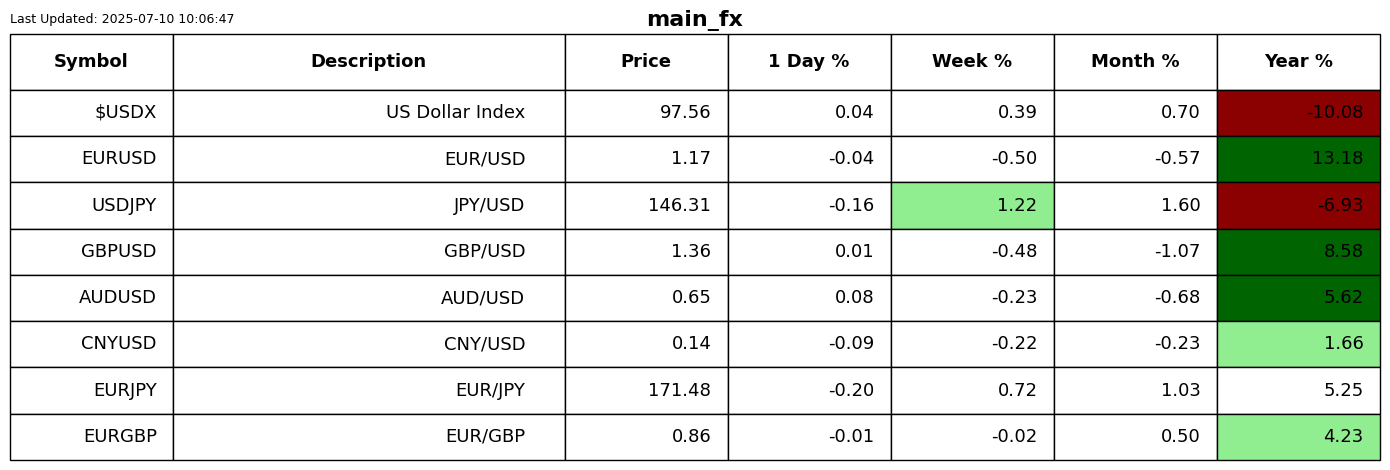 Last Updated: 2025-07-10 10:06:47
main_fx
Symbol Description Price 1 Day % Week % Month % Year %
$USDX US Dollar Index 97.56 0.04 0.39 0.70 -10.08
EURUSD EUR/USD 1.17 -0.04 -0.50 -0.57 13.18
USDJPY JPY/USD 146.31 -0.16 1.22 1.60 -6.93
GBPUSD GBP/USD 1.36 0.01 -0.48 -1.07 8.58
AUDUSD AUD/USD 0.65 0.08 -0.23 -0.68 5.62
CNYUSD CNY/USD 0.14 -0.09 -0.22 -0.23 1.66
EURJPY EUR/JPY 171.48 -0.20 0.72 1.03 5.25
EURGBP EUR/GBP 0.86 -0.01 -0.02 0.50 4.23